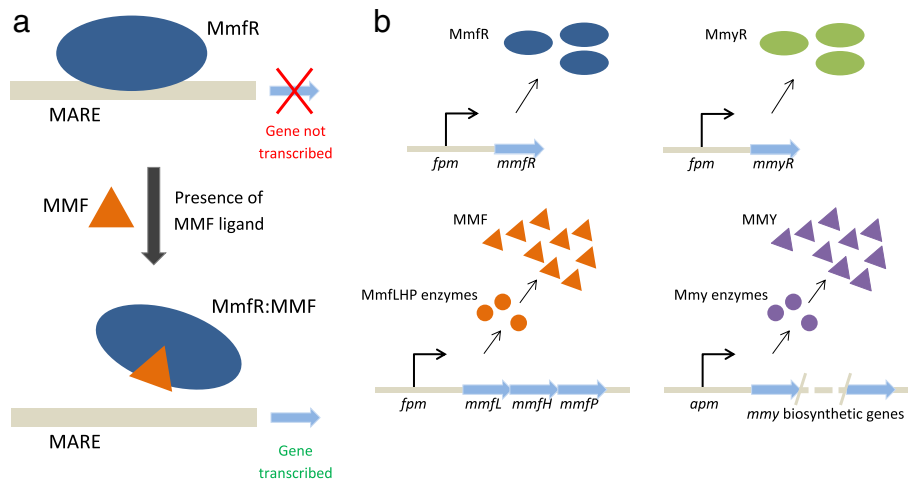 a
MmfR
MARE
Gene not
transcribed
MMF
Presence of
MMF ligand
MmfR:MMF
MARE
Gene
transcribed
b
MmfR
fpm
mmfR
MmyR
fpm
mmyR
MMF
MmfLHP enzymes
fpm
mmfL
mmfH
mmfP
MMY
Mmy enzymes
apm
mmy biosynthetic genes